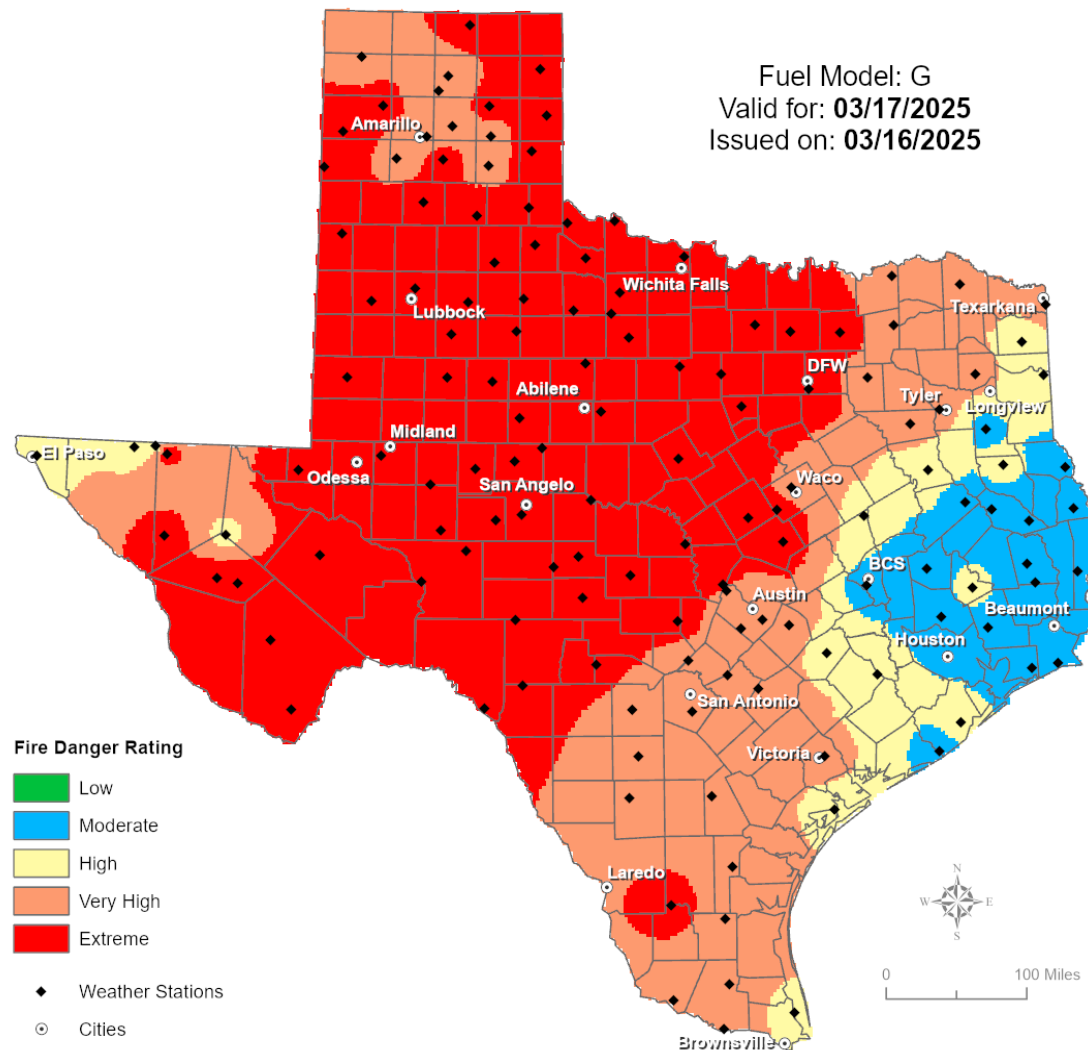 Fuel Model: G
Valid for: 03/17/2025
Issued on: 03/16/2025
Amarillo
Wichita Falls
Lubbock
Texarkana
DFW
Abilene
Tyler
Longview
Midland
El Paso
Odessa
San Angelo
Waco
BCS
Austin
Beaumont
Houston
San Antonio
Victoria
Laredo
Brownsville
Fire Danger Rating
Low
Moderate
High
Very High
Extreme
Weather Stations
Cities
N
W E
S
0 100 Miles